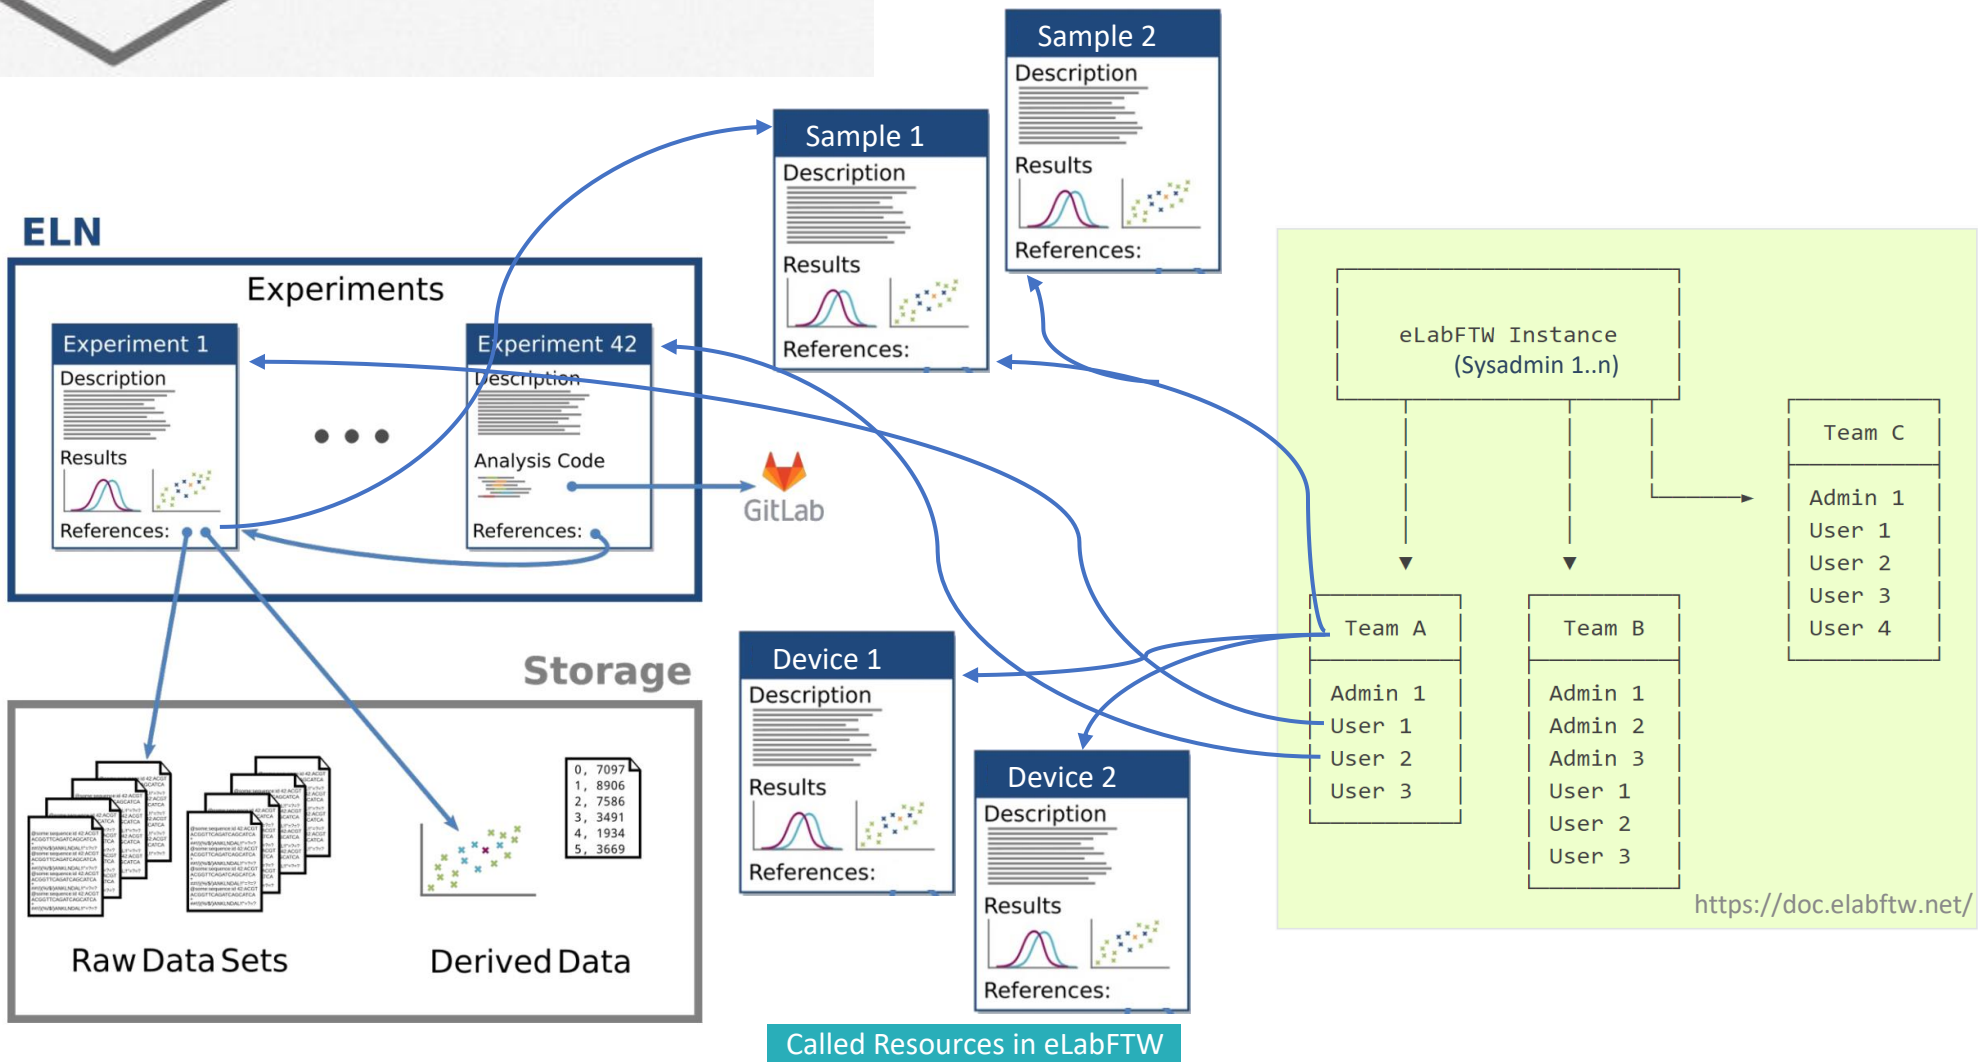 ELN
Experiments
Experiment 1
Description
Results
References:
Experiment 42
Description
Analysis Code
References:
GitLab
Storage
0, 7097
1, 8906
2, 7586
3, 3491
4, 1934
5, 3669
Raw Data Sets
Derived Data
Sample 1
Description
Results
References:
Sample 2
Description
Results
References:
Device 1
Description
Results
References:
Device 2
Description
Results
References:
Called Resources in eLabFTW
eLabFTW Instance
(Sysadmin 1..n)
Team A
Admin 1
User 1
User 2
User 3
Team B
Admin 1
Admin 2
Admin 3
User 1
User 2
User 3
Team C
Admin 1
User 1
User 2
User 3
User 4
https://doc.elabftw.net/